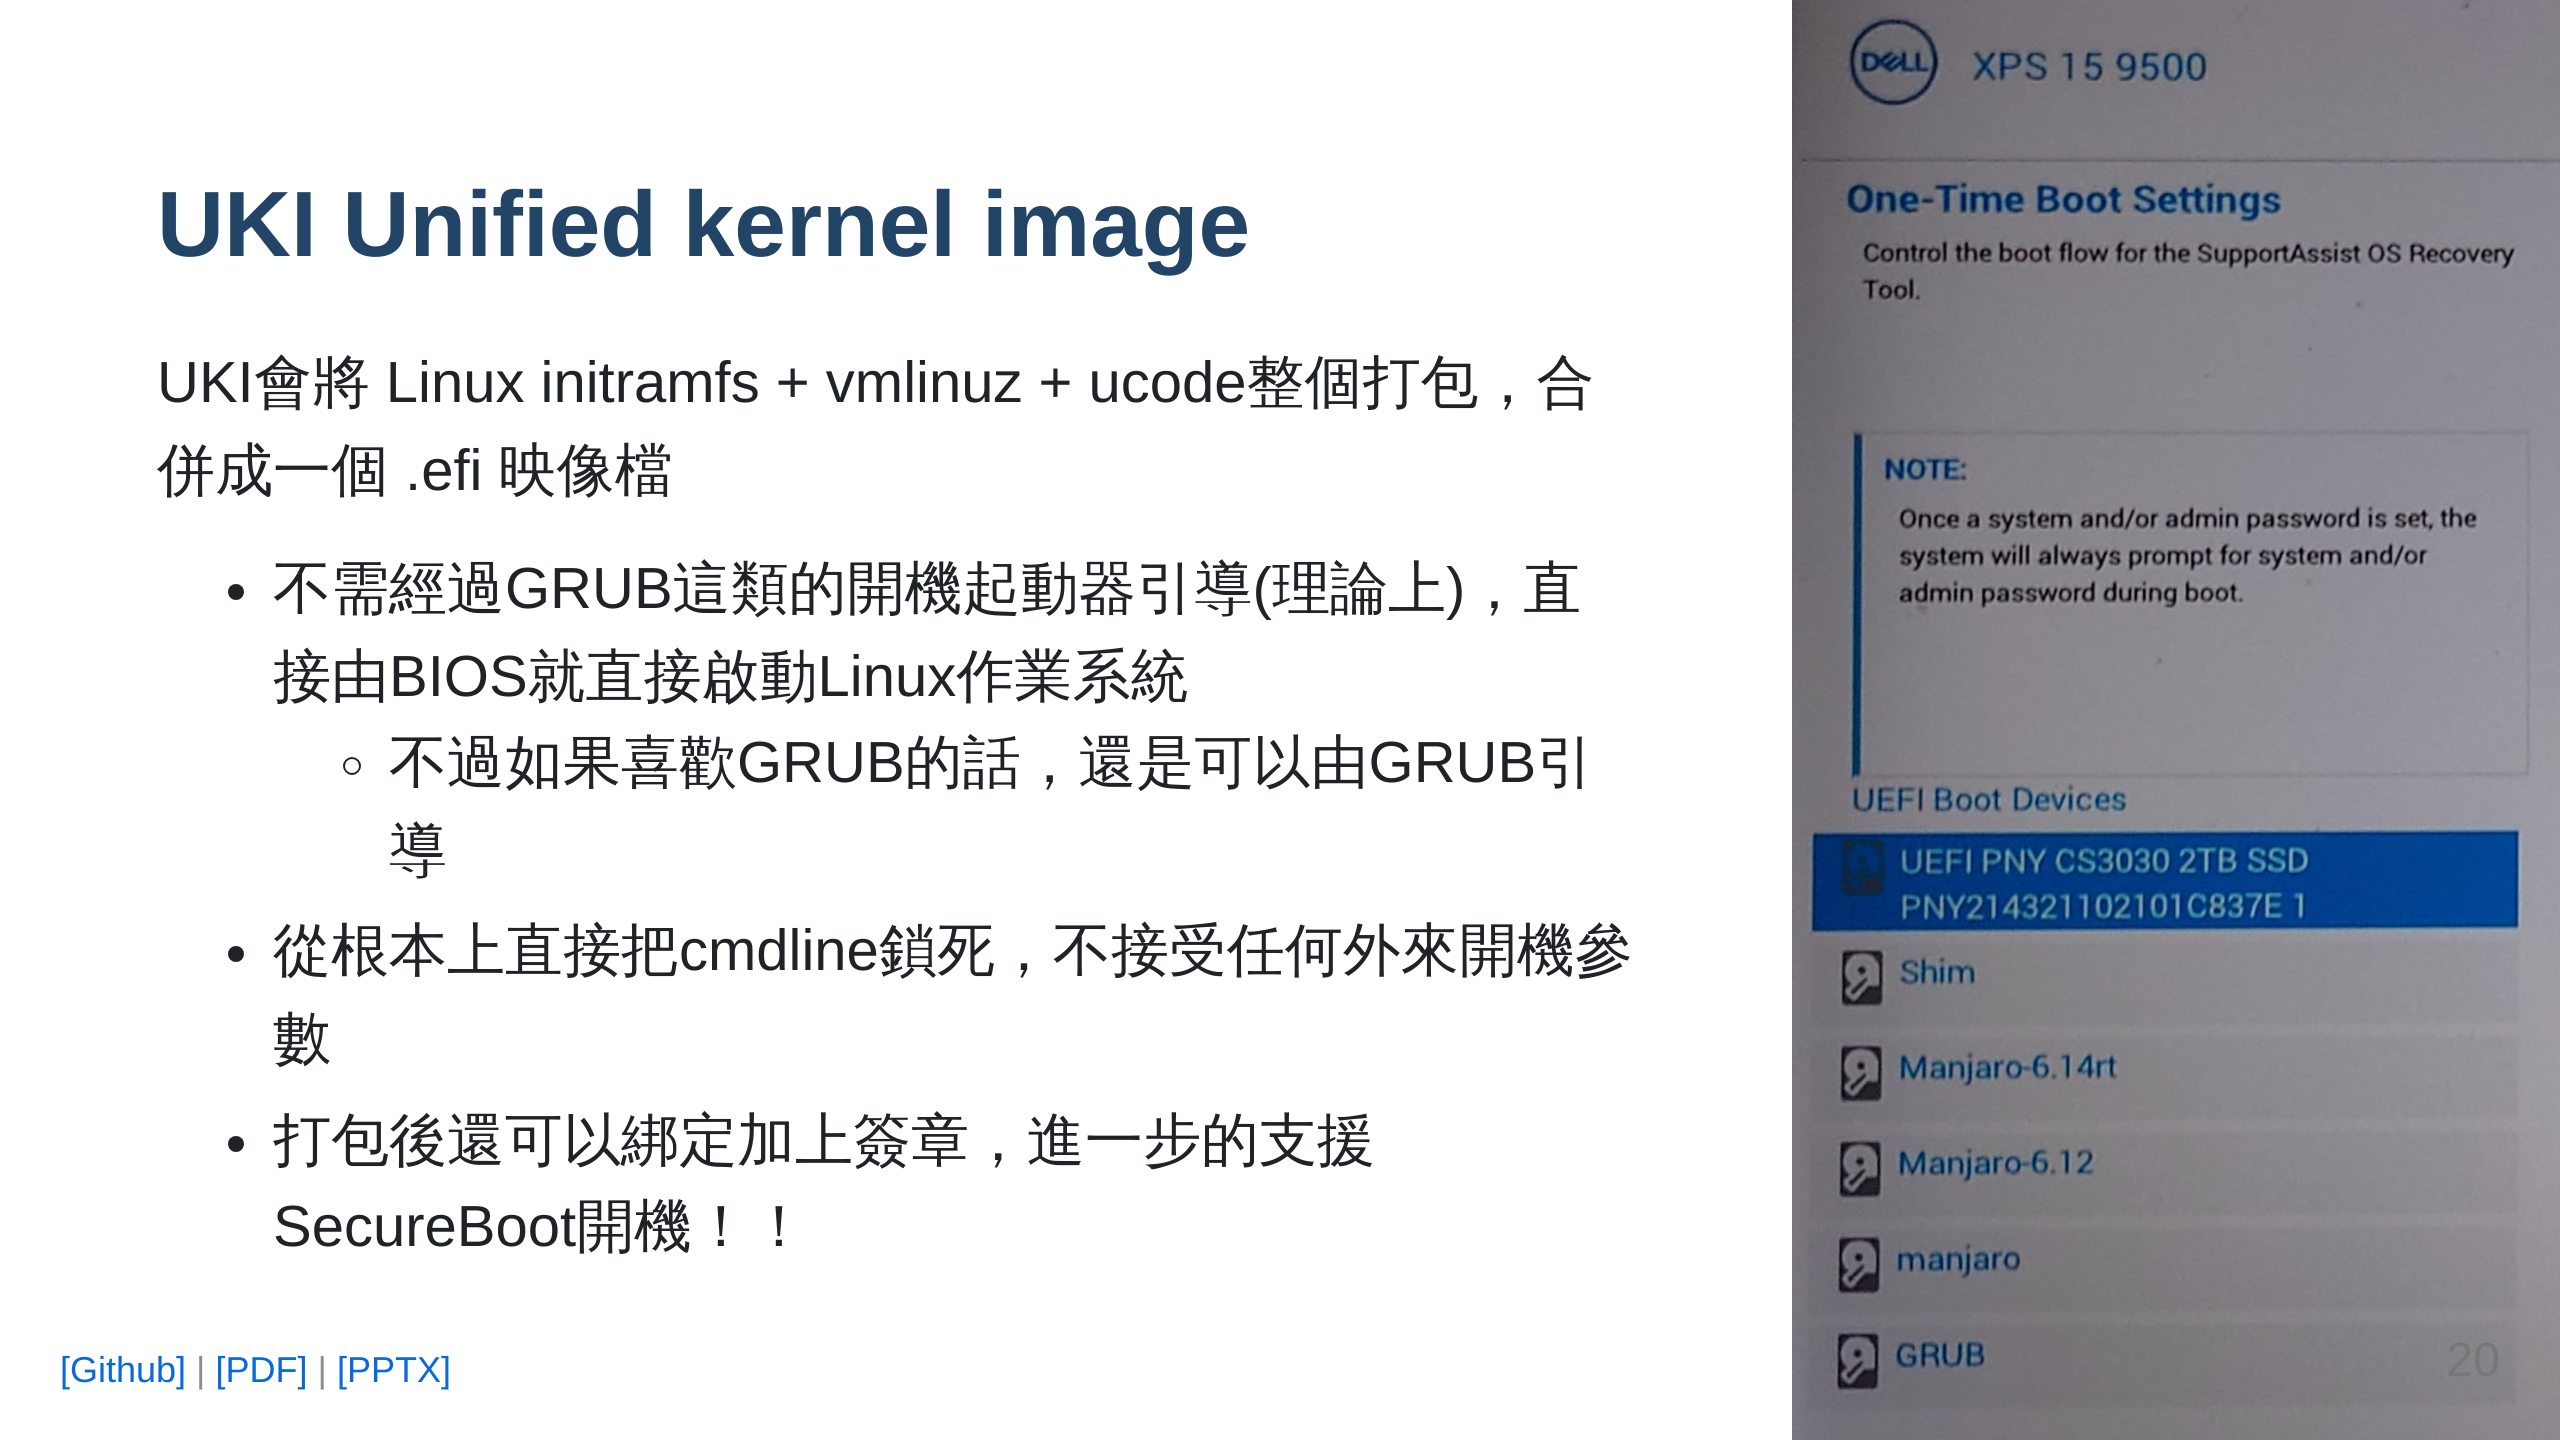 UKI Unified kernel image
UKI會將 Linux initramfs + vmlinuz + ucode整個打包，合
併成一個 .efi 映像檔
不需經過GRUB這類的開機起動器引導(理論上)，直
接由BIOS就直接啟動Linux作業系統
不過如果喜歡GRUB的話，還是可以由GRUB引
導
從根本上直接把cmdline鎖死，不接受任何外來開機參
數
打包後還可以綁定加上簽章，進一步的支援
SecureBoot開機！！
[Github] | [PDF] | [PPTX]
DELL XPS 15 9500
One-Time Boot Settings
Control the boot flow for the SupportAssist OS Recovery
Tool.
NOTE:
Once a system and/or admin password is set, the
system will always prompt for system and/or
admin password during boot.
UEFI Boot Devices
UEFI PNY CS3030 2TB SSD
PNY214321102101C837E 1
Shim
Manjaro-6.14rt
Manjaro-6.12
manjaro
GRUB
20